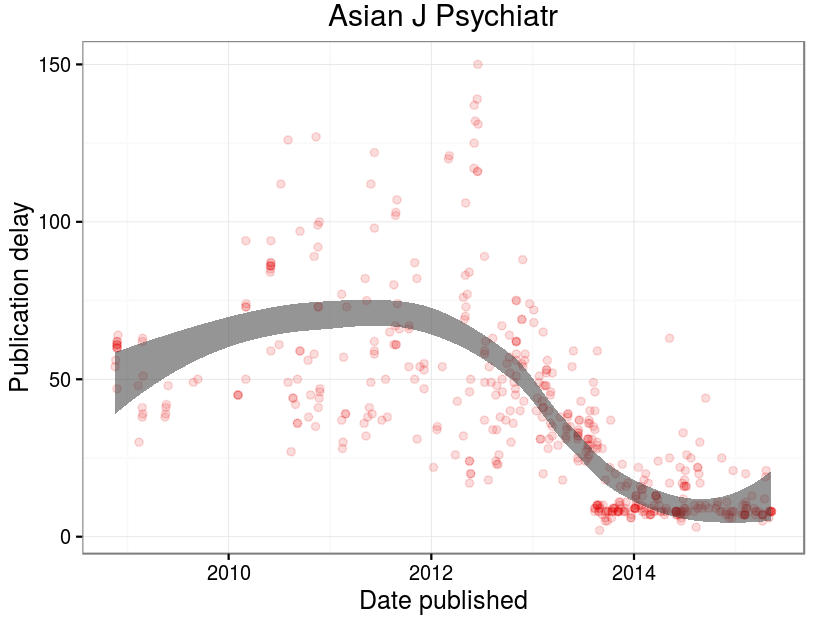 Asian J Psychiatr
Publication delay
150
100
50
0
2010 2012 2014
Date published